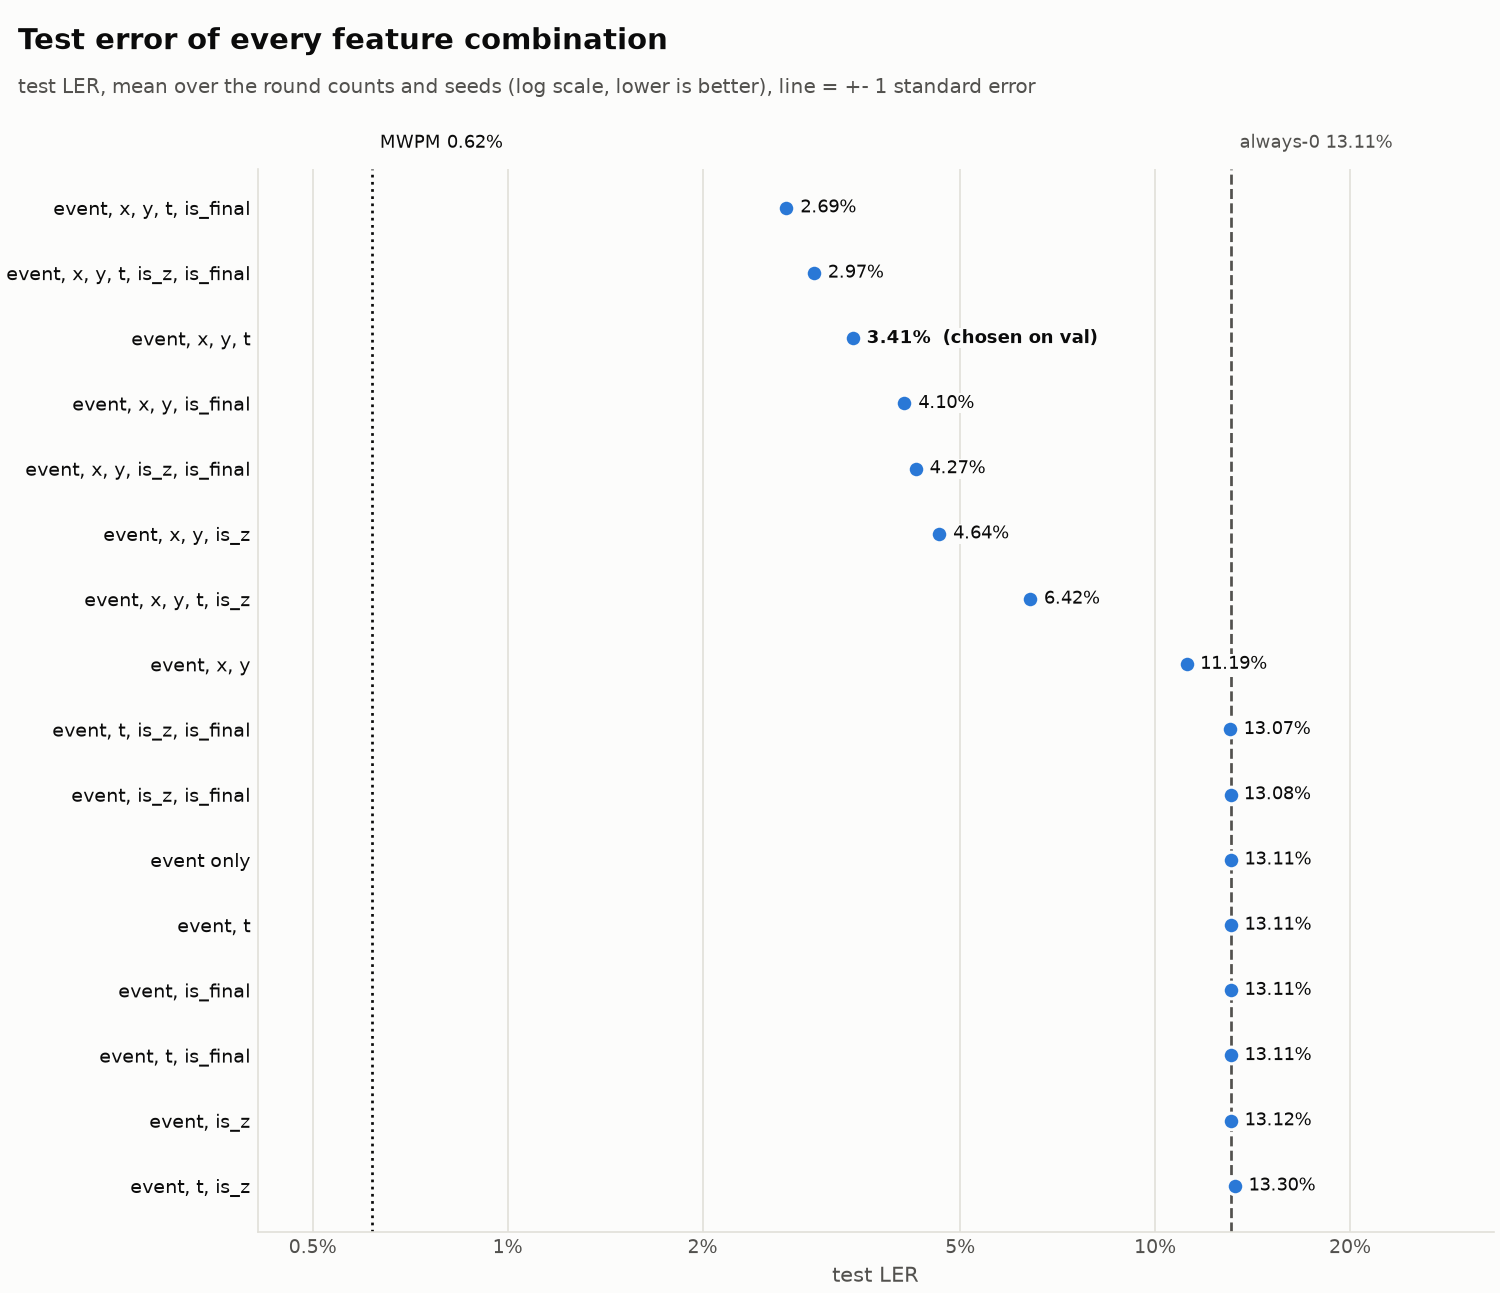 Test error of every feature combination
test LER, mean over the round counts and seeds (log scale, lower is better), line = +- 1 standard error
MWPM 0.62%
always-0 13.11%
event, x, y, t, is_final
2.69%
event, x, y, t, is_z, is_final
2.97%
event, x, y, t
3.41% (chosen on val)
event, x, y, is_final
4.10%
event, x, y, is_z, is_final
4.27%
event, x, y, is_z
4.64%
event, x, y, t, is_z
6.42%
event, x, y
11.19%
event, t, is_z, is_final
13.07%
event, is_z, is_final
13.08%
event only
13.11%
event, t
13.11%
event, is_final
13.11%
event, t, is_final
13.11%
event, is_z
13.12%
event, t, is_z
13.30%
0.5% 1% 2% 5% 10% 20%
test LER